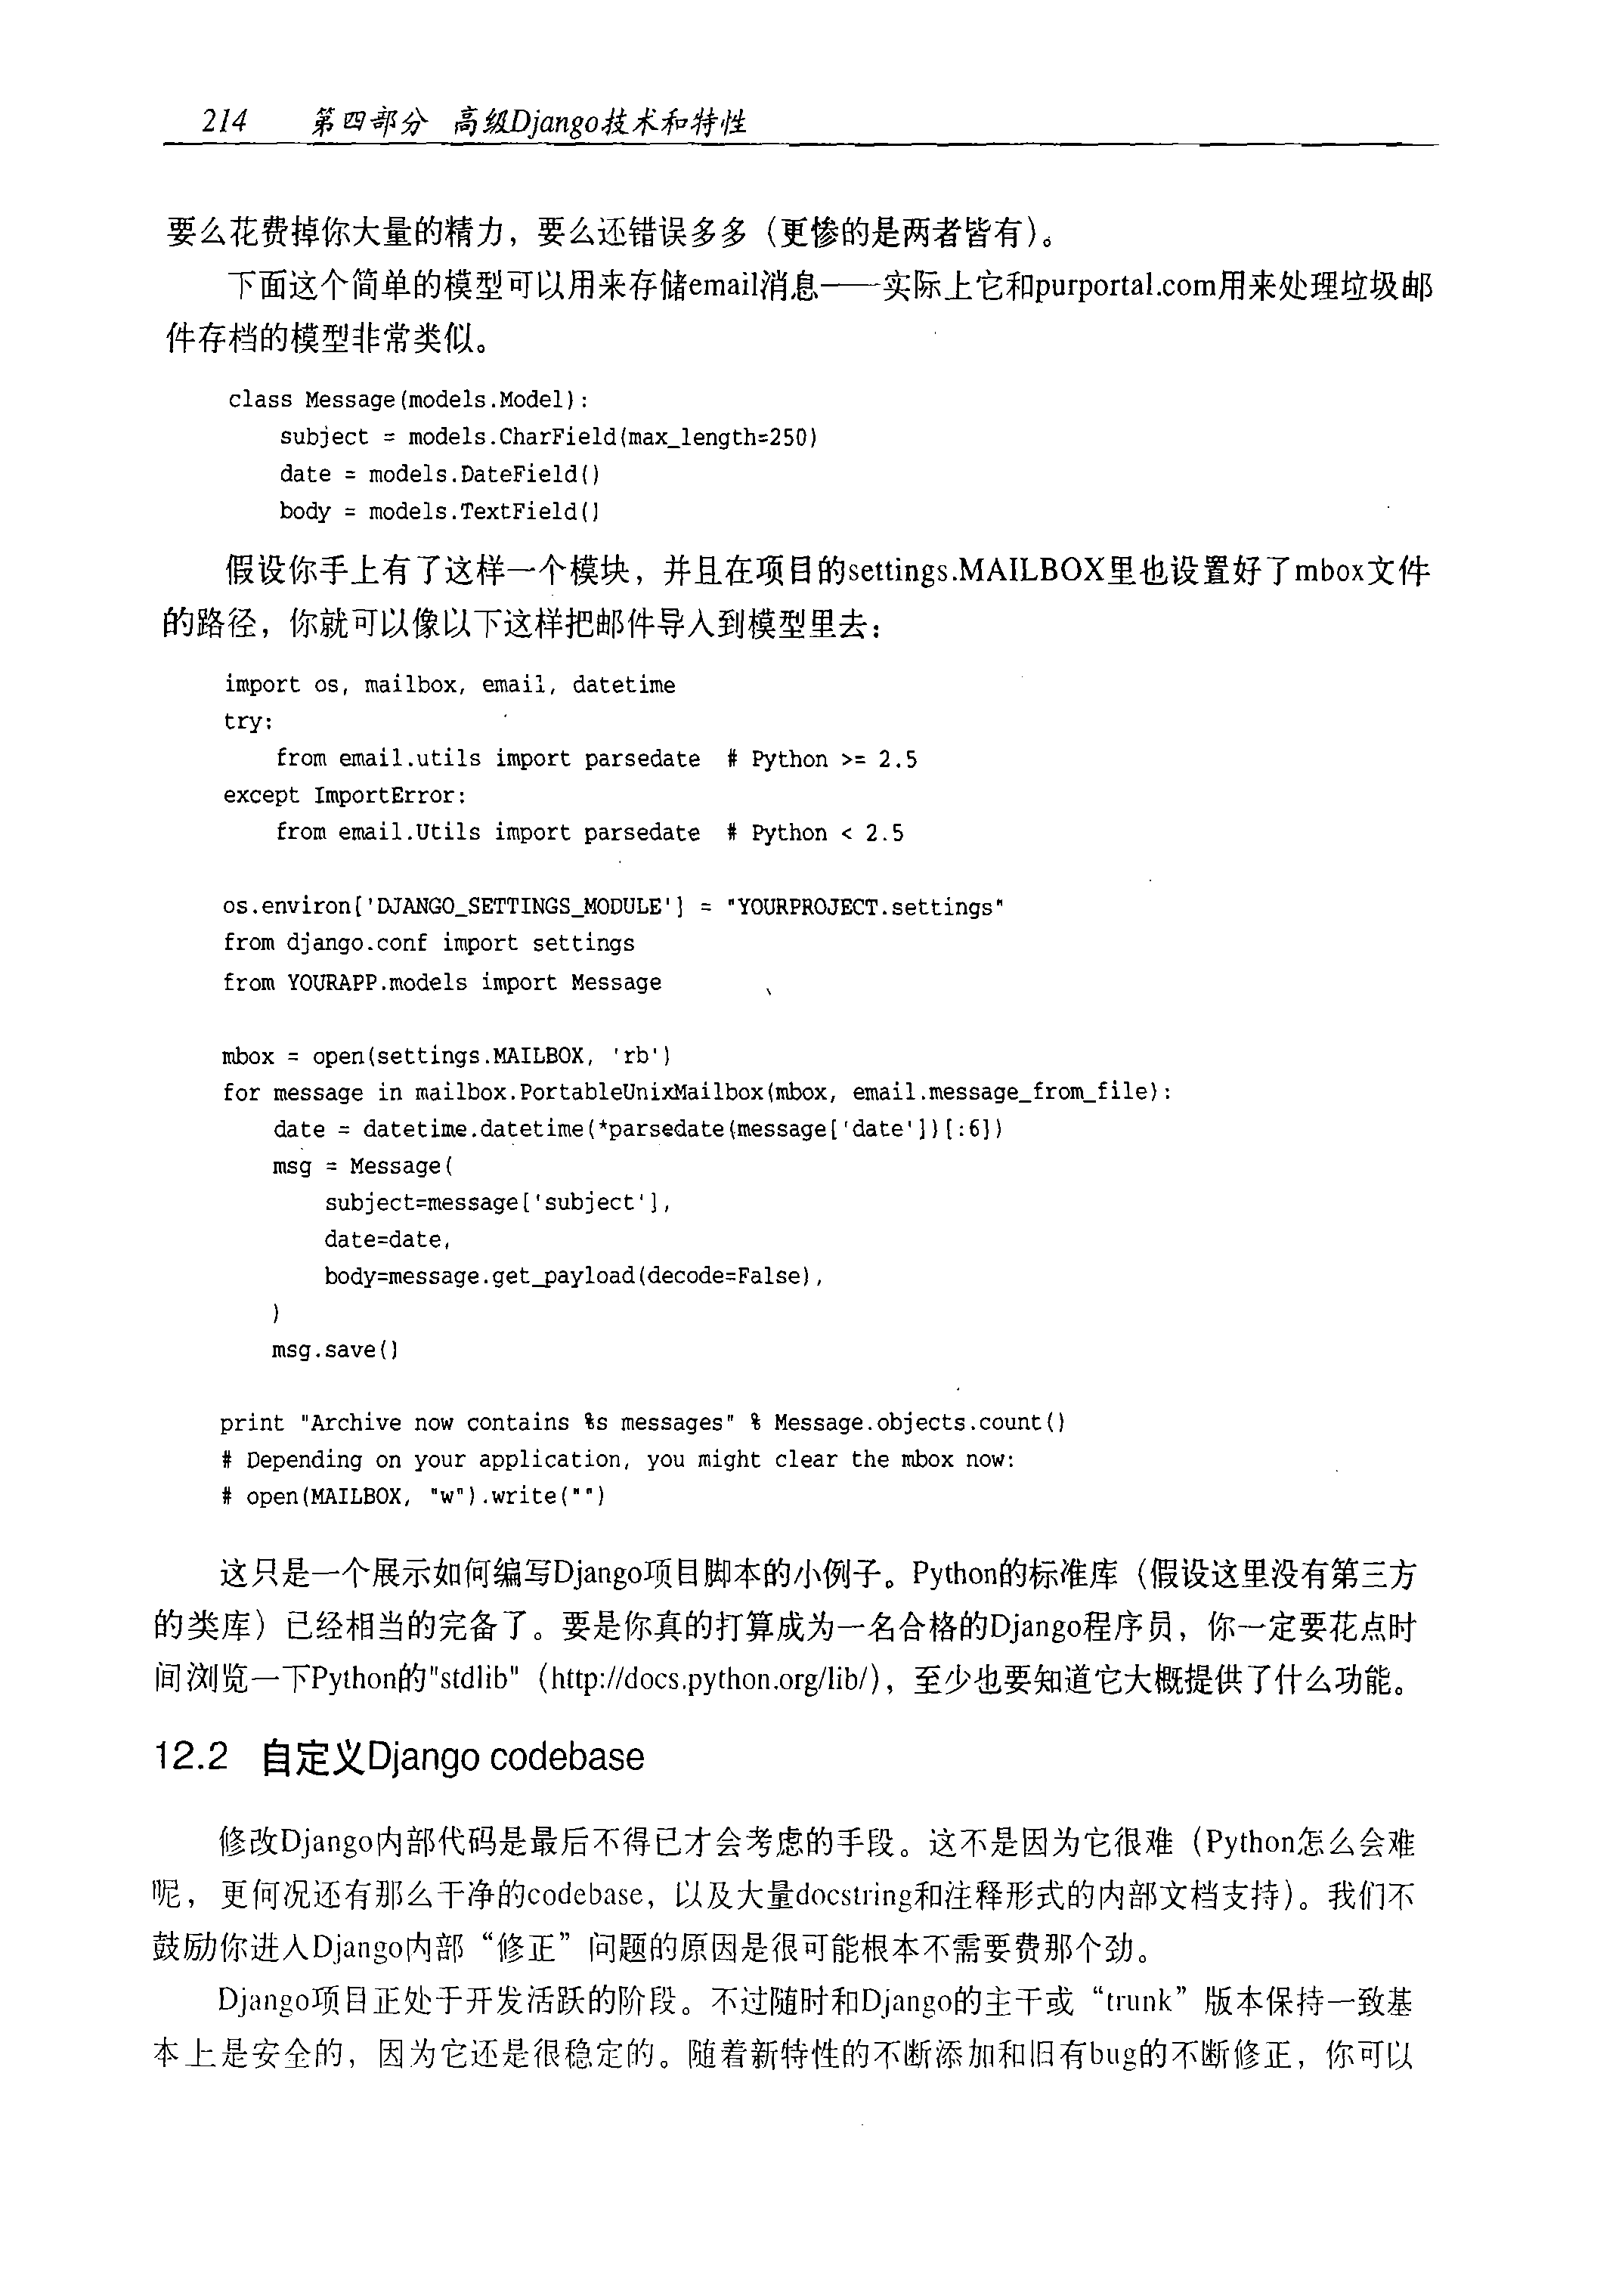 214 第四部分 高级Django技术和特性
要么花费掉你大量的精力，要么还错误多多（更惨的是两者皆有）。
下面这个简单的模型可以用来存储email消息——实际上它和purportal.com用来处理垃圾邮
件存档的模型非常类似。
class Message(models.Model):
    subject = models.CharField(max_length=250)
    date = models.DateField()
    body = models.TextField()
假设你手上有了这样一个模块，并且在项目的settings.MAILBOX里也设置好了mbox文件
的路径，你就可以像以下这样把邮件导入到模型里去：
import os, mailbox, email, datetime
try:
    from email.utils import parsedate  # Python >= 2.5
except ImportError:
    from email.Utils import parsedate  # Python < 2.5
os.environ['DJANGO_SETTINGS_MODULE'] = "YOURPROJECT.settings"
from django.conf import settings
from YOURAPP.models import Message
mbox = open(settings.MAILBOX, 'rb')
for message in mailbox.PortableUnixMailbox(mbox, email.message_from_file):
    date = datetime.datetime(*parsedate(message['date'])[:6])
    msg = Message(
        subject=message['subject'],
        date=date,
        body=message.get_payload(decode=False),
    )
    msg.save()
print "Archive now contains %s messages" % Message.objects.count()
# Depending on your application, you might clear the mbox now:
# open(MAILBOX, "w").write("")
这只是一个展示如何编写Django项目脚本的小例子。Python的标准库（假设这里没有第三方
的类库）已经相当的完备了。要是你真的打算成为一名合格的Django程序员，你一定要花点时
间浏览一下Python的"stdlib"（http://docs.python.org/lib/），至少也要知道它大概提供了什么功能。
12.2 自定义Django codebase
修改Django内部代码是最后不得已才会考虑的手段。这不是因为它很难（Python怎么会难
呢，更何况还有那么干净的codebase，以及大量docstring和注释形式的内部文档支持）。我们不
鼓励你进入Django内部“修正”问题的原因是很可能根本不需要费那个劲。
Django项目正处于开发活跃的阶段。不过随时和Django的主干或“trunk”版本保持一致基
本上是安全的，因为它还是很稳定的。随着新特性的不断添加和旧有bug的不断修正，你可以